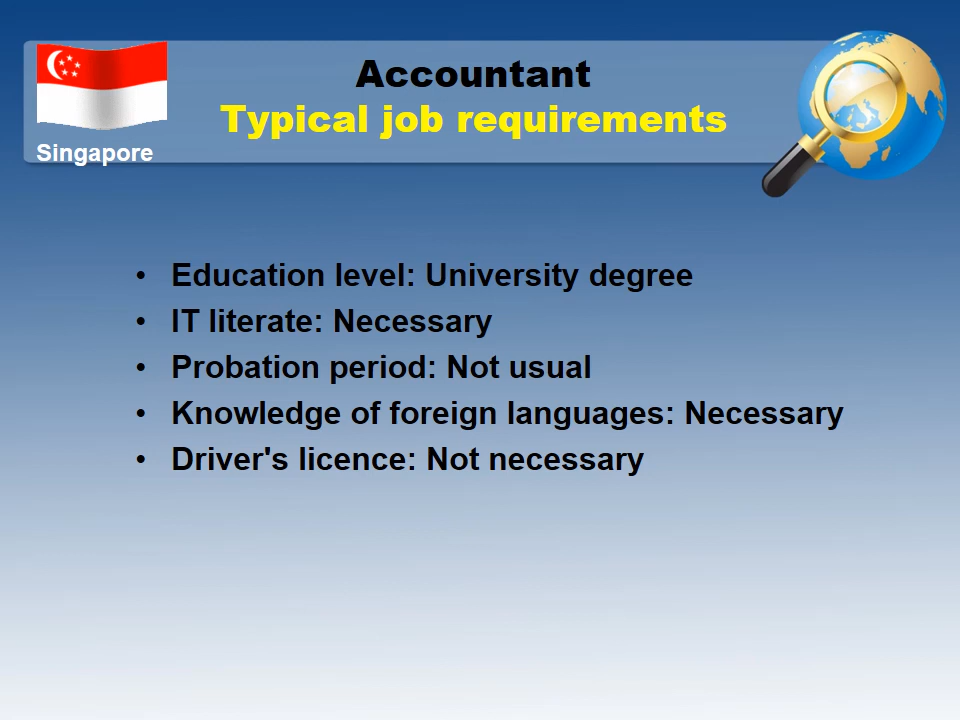 Accountant
Typical job requirements
Singapore
• Education level: University degree
• IT literate: Necessary
• Probation period: Not usual
• Knowledge of foreign languages: Necessary
• Driver's licence: Not necessary